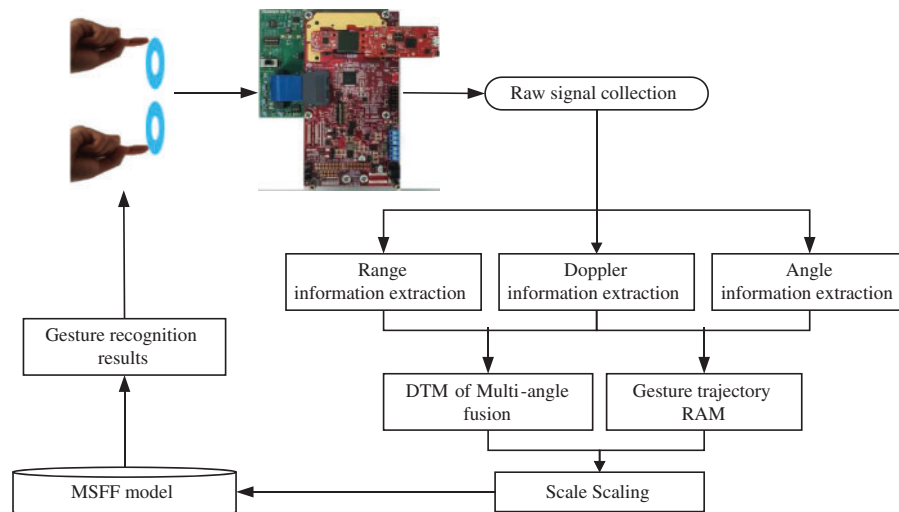 Raw signal collection
Range
information extraction
Doppler
information extraction
Angle
information extraction
Gesture recognition
results
DTM of Multi-angle
fusion
Gesture trajectory
RAM
MSFF model
Scale Scaling